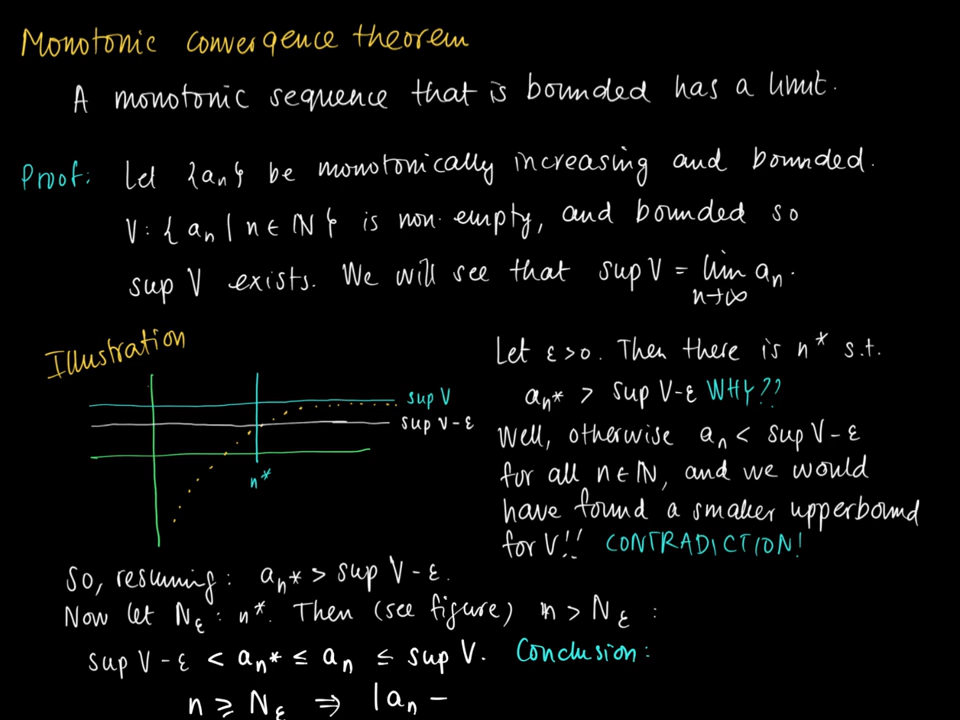 Monotonic convergence theorem
A monotonic sequence that is bounded has a limit.
Proof: Let {an} be monotonically increasing and bounded.
V: { an | n ∈ ℕ } is non-empty, and bounded so
sup V exists. We will see that sup V = lim an.
n→∞
Illustration
sup V
sup V-ε
n*
Let ε>0. Then there is n* s.t.
an* > sup V-ε WHY??
Well, otherwise an < sup V-ε
for all n∈ℕ, and we would
have found a smaller upperbound
for V!! CONTRADICTION!
So, resuming: an* > sup V-ε.
Now let Nε: n*. Then (see figure) n > Nε :
sup V-ε < an* ≤ an ≤ sup V. Conclusion:
n ≥ Nε ⇒ |an -